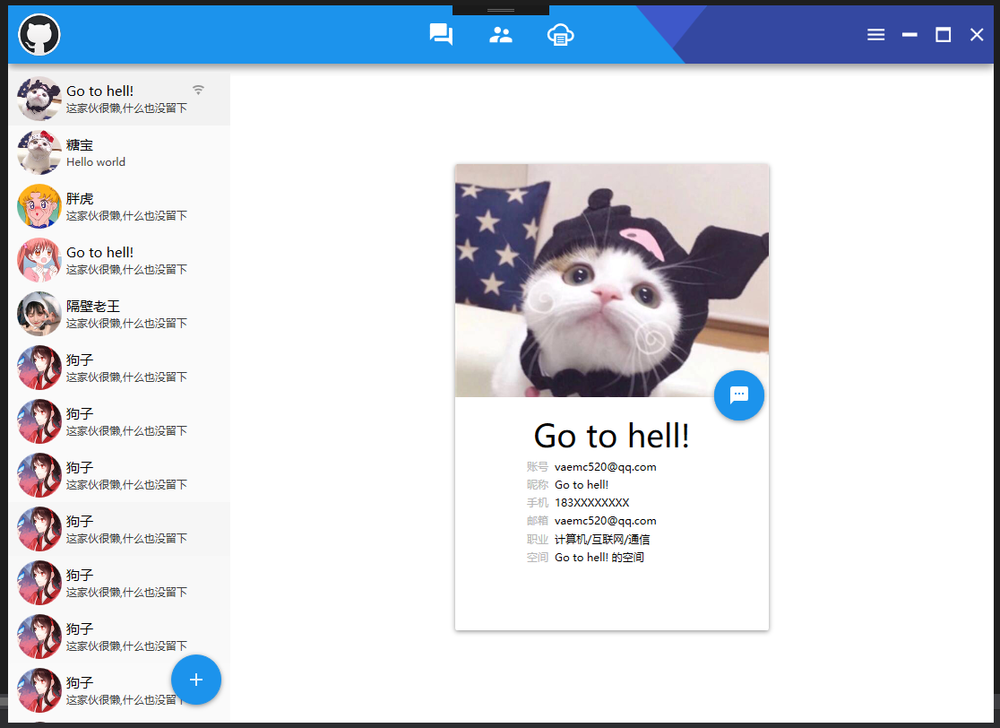 Go to hell!
这家伙很懒,什么也没留下
糖宝
Hello world
胖虎
这家伙很懒,什么也没留下
Go to hell!
这家伙很懒,什么也没留下
隔壁老王
这家伙很懒,什么也没留下
狗子
这家伙很懒,什么也没留下
狗子
这家伙很懒,什么也没留下
狗子
这家伙很懒,什么也没留下
狗子
这家伙很懒,什么也没留下
狗子
这家伙很懒,什么也没留下
狗子
这家伙很懒,什么也没留下
狗子
这家伙很懒,什么也没留下
Go to hell!
账号 vaemc520@qq.com
昵称 Go to hell!
手机 183XXXXXXXX
邮箱 vaemc520@qq.com
职业 计算机/互联网/通信
空间 Go to hell! 的空间